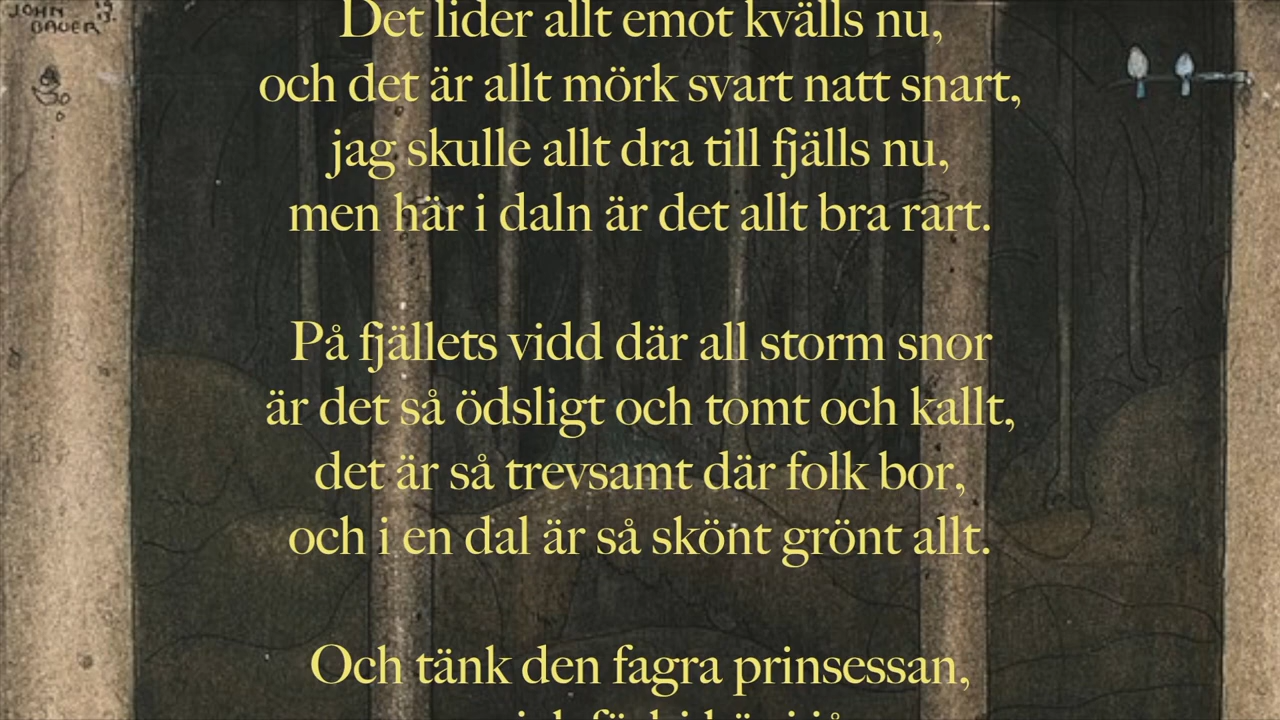 JOHN
BAUER
Det lider allt emot kvälls nu,
och det är allt mörk svart natt snart,
jag skulle allt dra till fjälls nu,
men här i daln är det allt bra rart.
På fjällets vidd där all storm snor
är det så ödsligt och tomt och kallt,
det är så trevsamt där folk bor,
och i en dal är så skönt grönt allt.
Och tänk den fagra prinsessan,